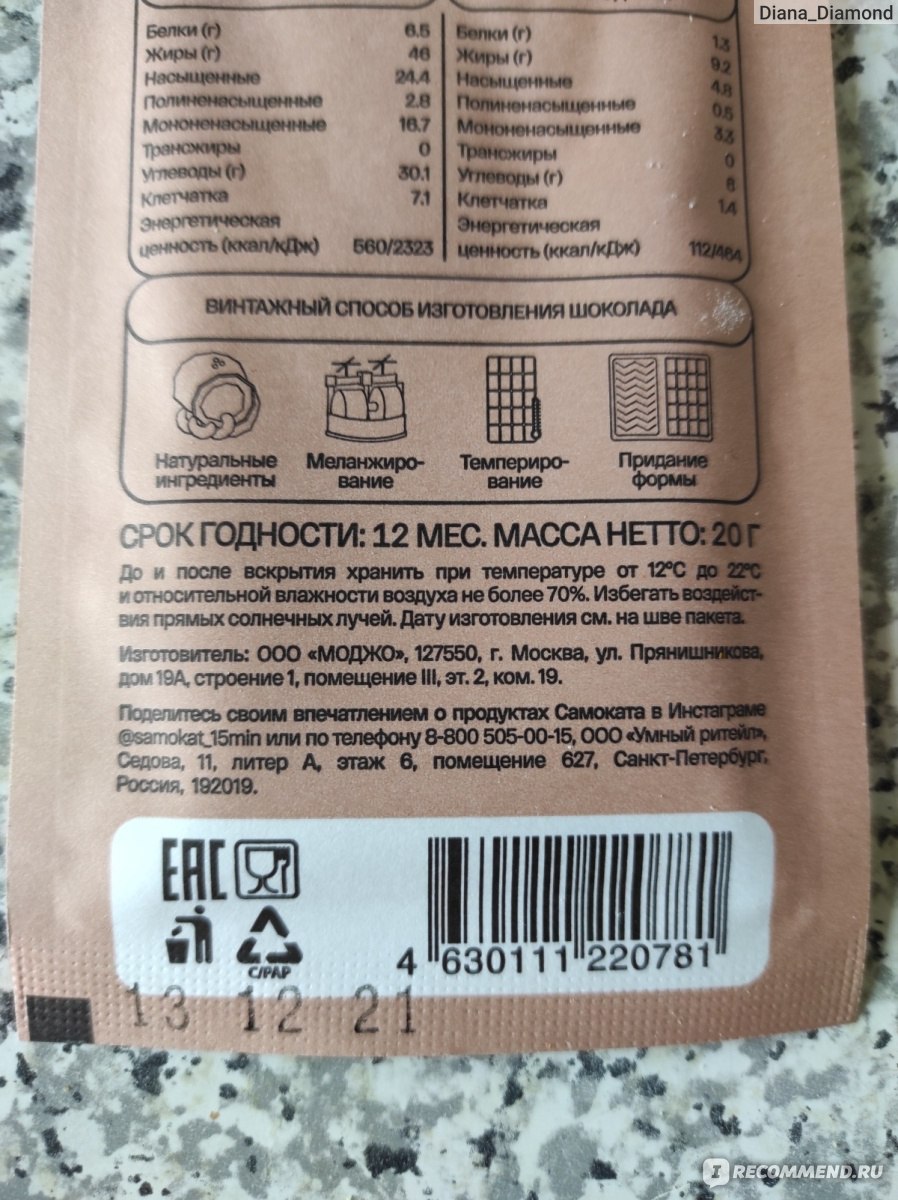 Diana_Diamond
Белки (г) 6.5
Жиры (г) 46
Насыщенные 24.4
Полиненасыщенные 2.8
Мононенасыщенные 16.7
Трансжиры 0
Углеводы (г) 30.1
Клетчатка 7.1
Энергетическая
ценность (ккал/кДж) 560/2323
Белки (г) 1.3
Жиры (г) 9.2
Насыщенные 4.8
Полиненасыщенные 0.5
Мононенасыщенные 3.3
Трансжиры 0
Углеводы (г) 6
Клетчатка 1.4
Энергетическая
ценность (ккал/кДж) 112/464
ВИНТАЖНЫЙ СПОСОБ ИЗГОТОВЛЕНИЯ ШОКОЛАДА
Натуральные
ингредиенты
Меланжиро-
вание
Темпериро-
вание
Придание
формы
СРОК ГОДНОСТИ: 12 МЕС. МАССА НЕТТО: 20 Г
До и после вскрытия хранить при температуре от 12°C до 22°C
и относительной влажности воздуха не более 70%. Избегать воздейст-
вия прямых солнечных лучей. Дату изготовления см. на шве пакета.
Изготовитель: ООО «МОДЖО», 127550, г. Москва, ул. Прянишникова,
дом 19А, строение 1, помещение III, эт. 2, ком. 19.
Поделитесь своим впечатлением о продуктах Самоката в Инстаграме
@samokat_15min или по телефону 8-800 505-00-15, ООО «Умный ритейл»,
Седова, 11, литер А, этаж 6, помещение 627, Санкт-Петербург,
Россия, 192019.
EAC
C/PAP
4 630111 220781
13 12 21
I RECOMMEND.RU